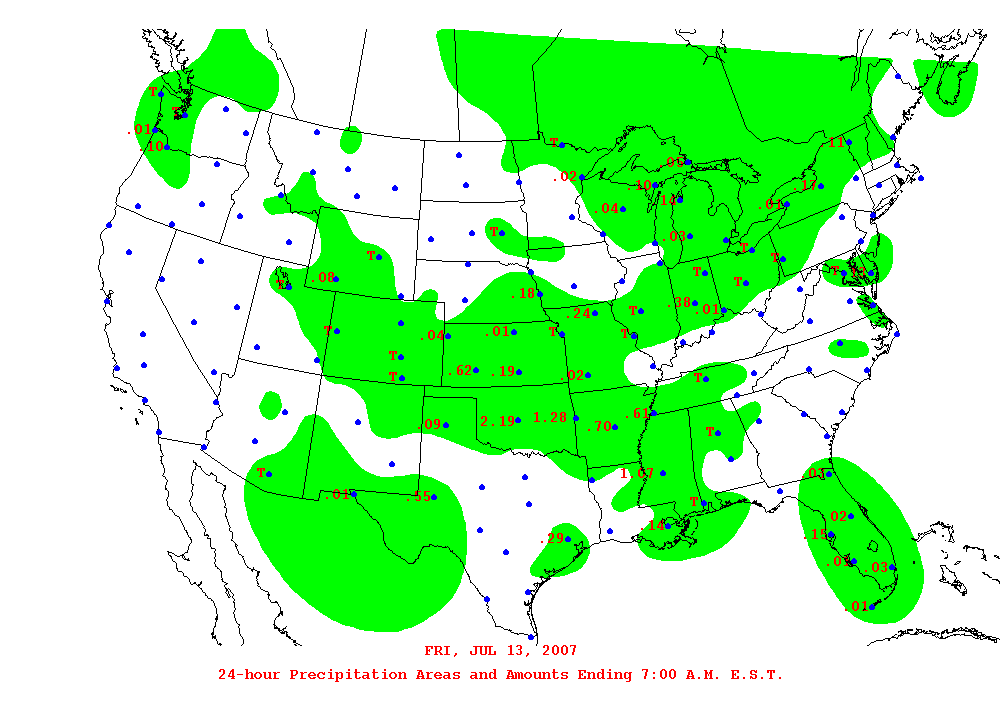 T
T
.01
.10
T
.09
.11
.02
.10
.14
.17
.04
.01
.03
T
T
T
T
T
T
.08
T
T
.18
.38
.01
.24
T
T
.04
.01
T
T
T
.62
.19
.02
T
T
.09
2.19
1.28
.70
.61
T
T
.01
.55
1.07
.03
T
.14
.02
.15
.29
.03
.01
FRI, JUL 13, 2007
24-hour Precipitation Areas and Amounts Ending 7:00 A.M. E.S.T.